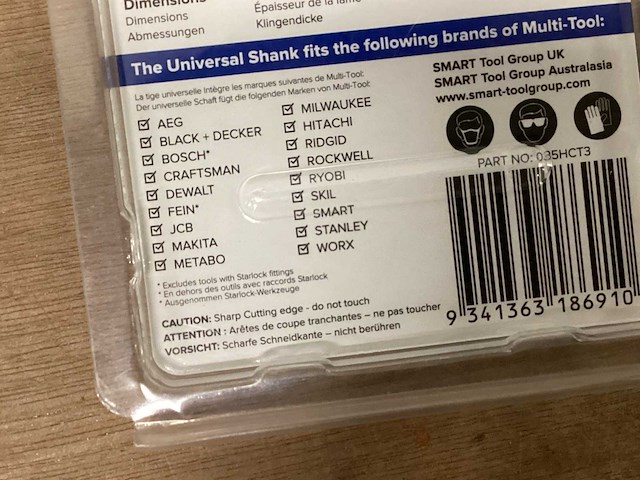 Dimensions
Dimensions
Abmessungen
Épaisseur de la lame
Klingendicke
The Universal Shank fits the following brands of Multi-Tool:
La tige universelle Intègre les marques suivantes de Multi-Tool:
Der universelle Schaft fügt die folgenden Marken von Multi-Tool:
AEG
BLACK + DECKER
BOSCH*
CRAFTSMAN
DEWALT
FEIN*
JCB
MAKITA
METABO
MILWAUKEE
HITACHI
RIDGID
ROCKWELL
RYOBI
SKIL
SMART
STANLEY
WORX
* Excludes tools with Starlock fittings
* En dehors des outils avec raccords Starlock
* Ausgenommen Starlock-Werkzeuge
CAUTION: Sharp Cutting edge - do not touch
ATTENTION : Arêtes de coupe tranchantes – ne pas toucher
VORSICHT: Scharfe Schneidkante – nicht berühren
SMART Tool Group UK
SMART Tool Group Australasia
www.smart-toolgroup.com
PART NO: 035HCT3
9 341363 186910